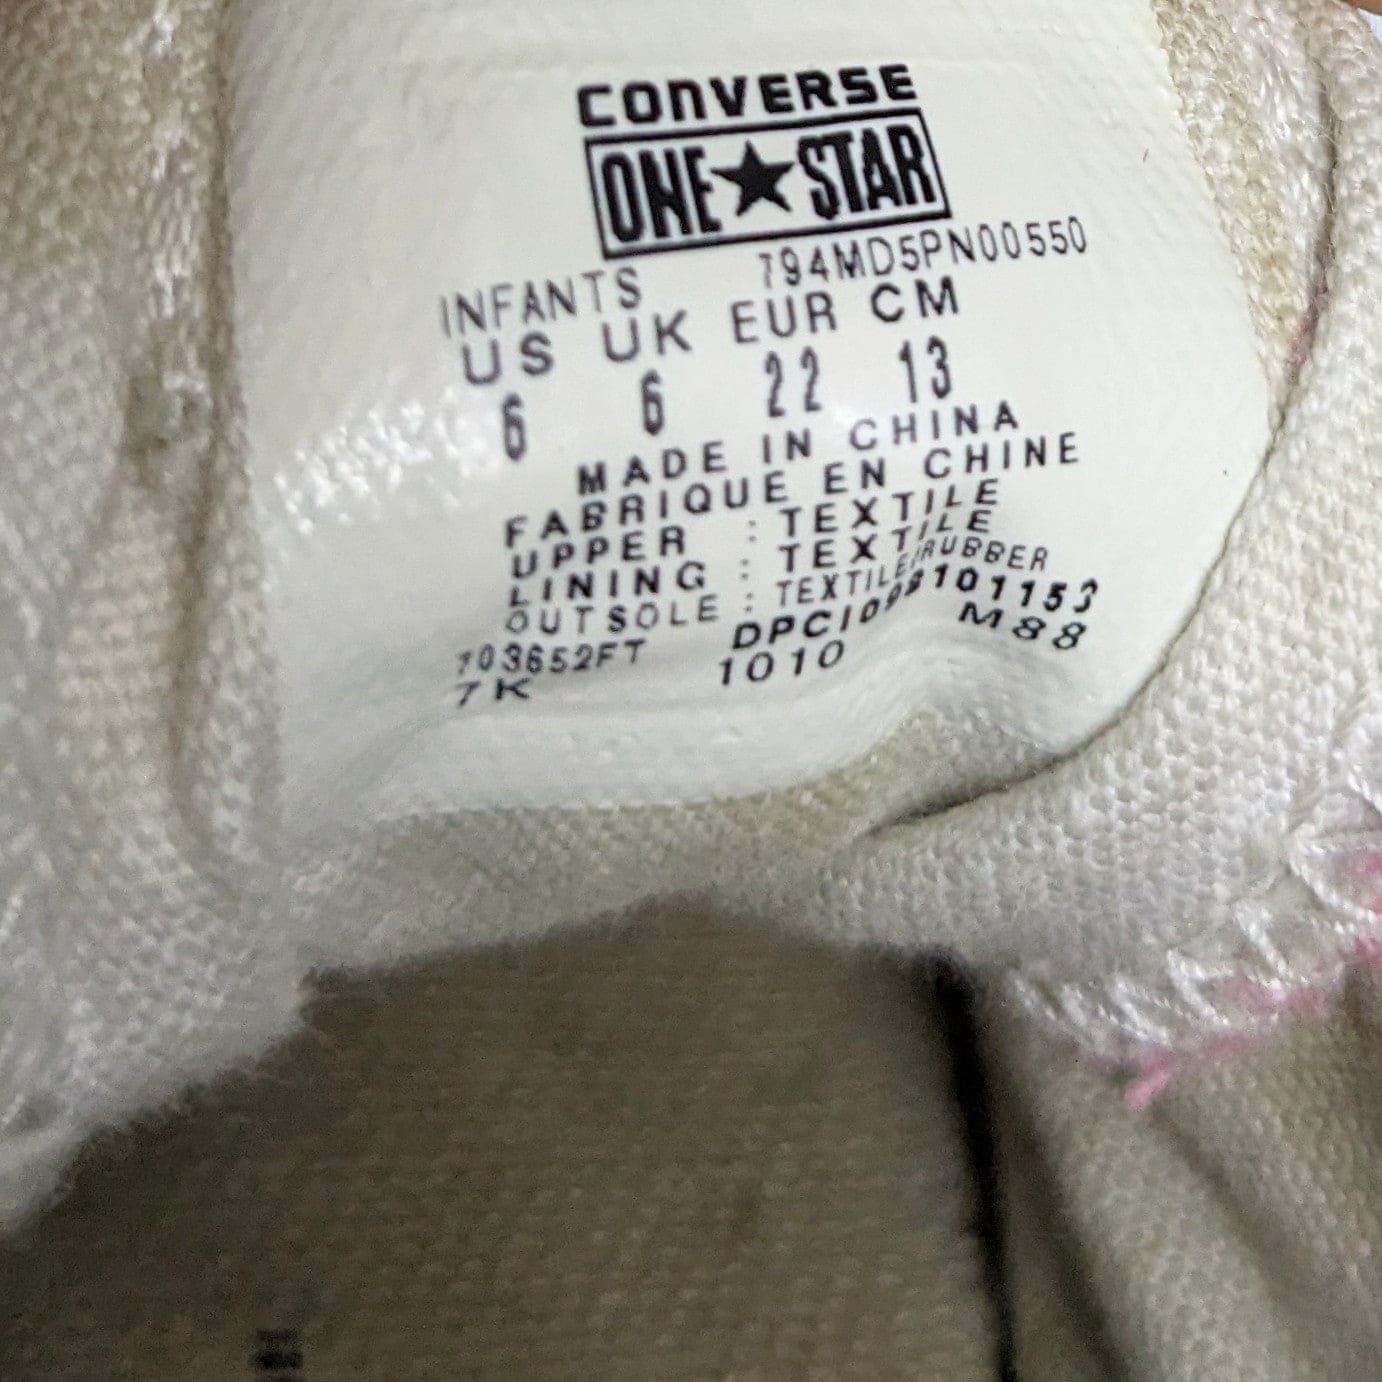 CONVERSE
ONE★STAR
INFANTS 794MD5PN00550
US UK EUR CM
6 6 22 13
MADE IN CHINA
FABRIQUE EN CHINE
UPPER : TEXTILE
LINING : TEXTILE
OUTSOLE : TEXTILE/RUBBER
703652FT DPCI098101153
7K 1010 M88